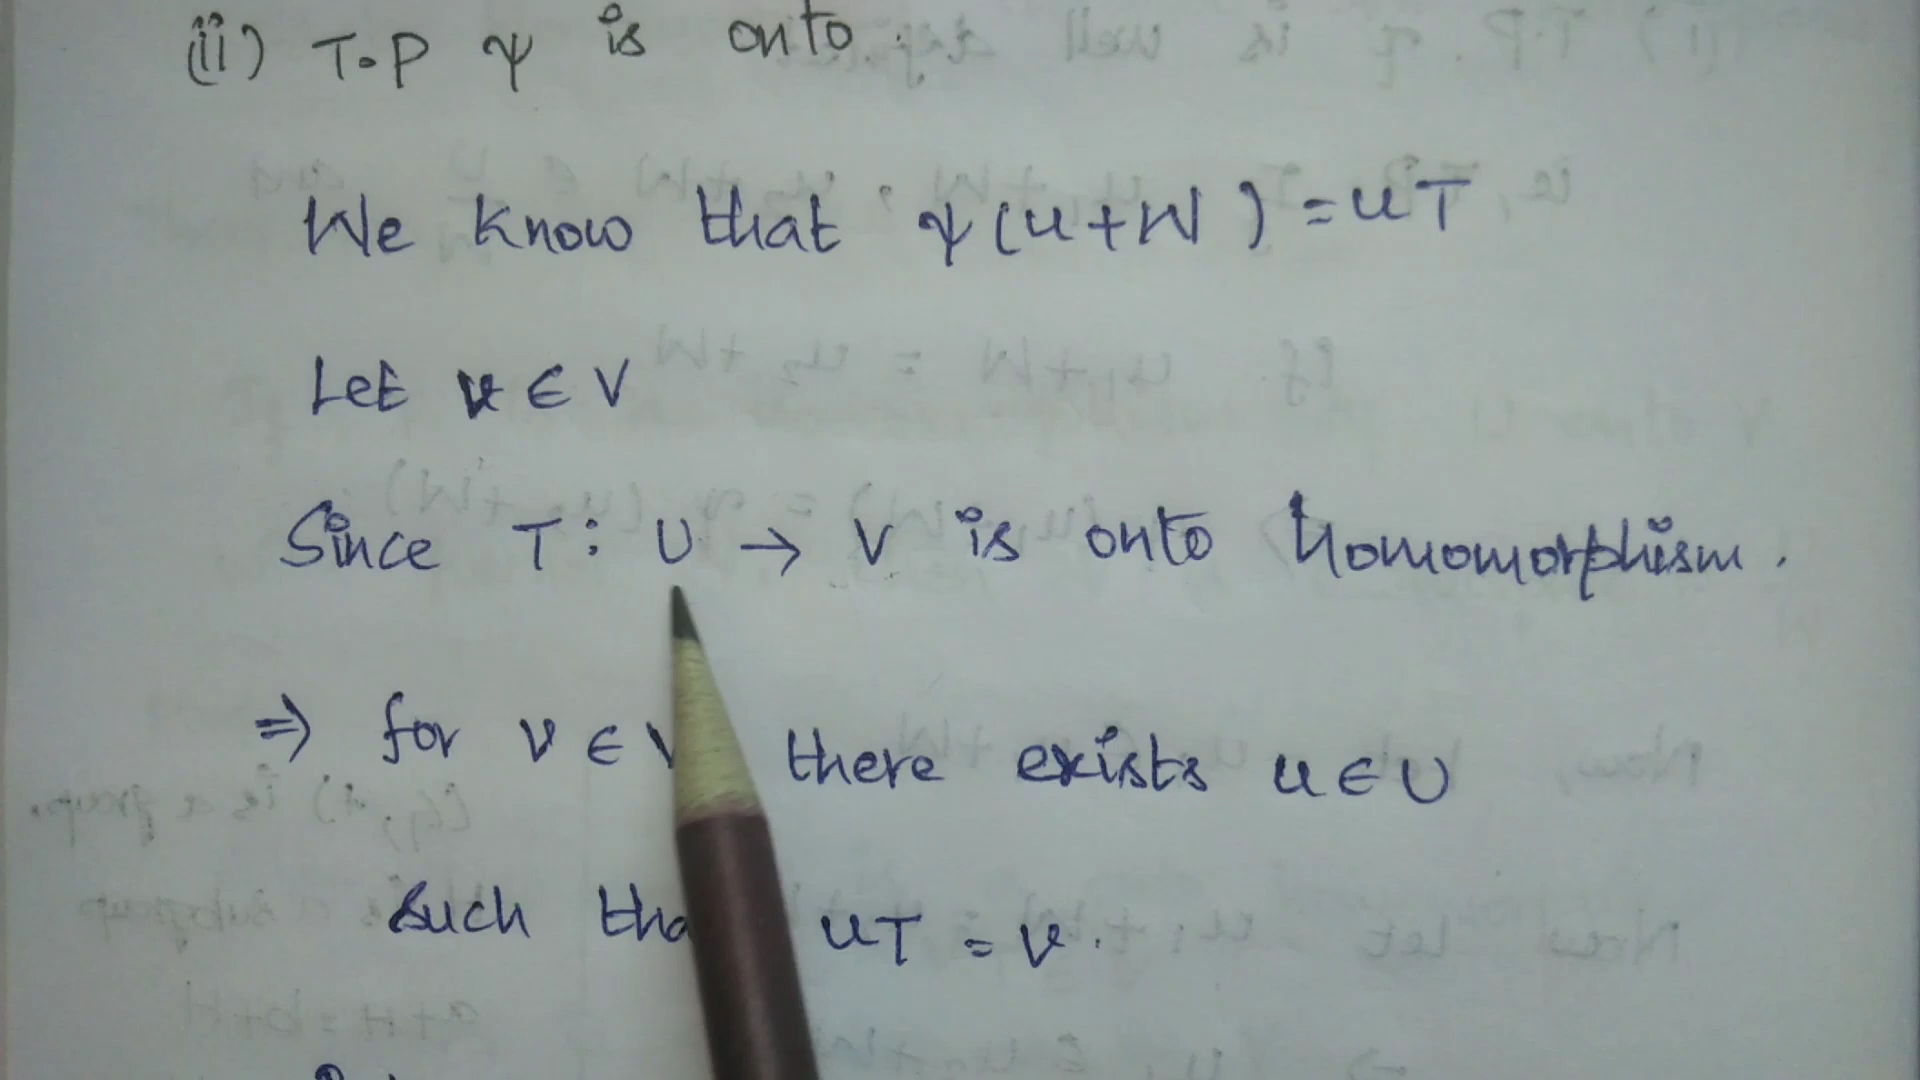 (ii) T.P ψ is onto.
We know that ψ(u+W) = uT
Let v ∈ V
Since T : U → V is onto homomorphism.
⇒ for v ∈ V there exists u ∈ U
such that uT = v.